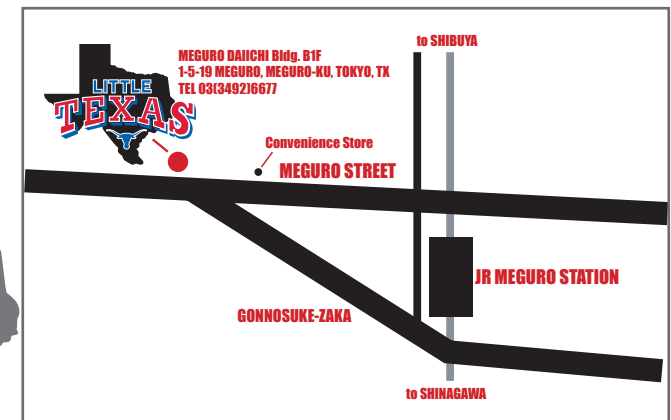 to SHIBUYA
MEGURO DAIICHI Bldg. B1F
1-5-19 MEGURO, MEGURO-KU, TOKYO, TX
TEL 03(3492)6677
LITTLE
TEXAS
Convenience Store
MEGURO STREET
JR MEGURO STATION
GONNOSUKE-ZAKA
to SHINAGAWA